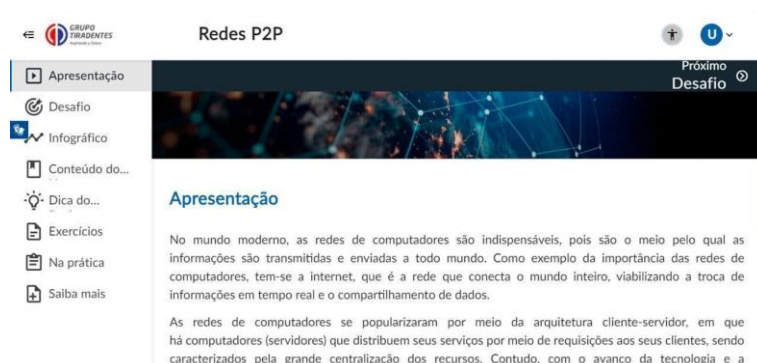 GRUPO
TIRADENTES
Redes P2P
U
Próximo
Desafio
Apresentação
Desafio
Infográfico
Conteúdo do...
Dica do...
Exercícios
Na prática
Saiba mais
Apresentação
No mundo moderno, as redes de computadores são indispensáveis, pois são o meio pelo qual as
informações são transmitidas e enviadas a todo mundo. Como exemplo da importância das redes de
computadores, tem-se a internet, que é a rede que conecta o mundo inteiro, viabilizando a troca de
informações em tempo real e o compartilhamento de dados.
As redes de computadores se popularizaram por meio da arquitetura cliente-servidor, em que
há computadores (servidores) que distribuem seus serviços por meio de requisições aos seus clientes, sendo
caracterizados pela grande centralização dos recursos. Contudo, com o avanço da tecnologia e a